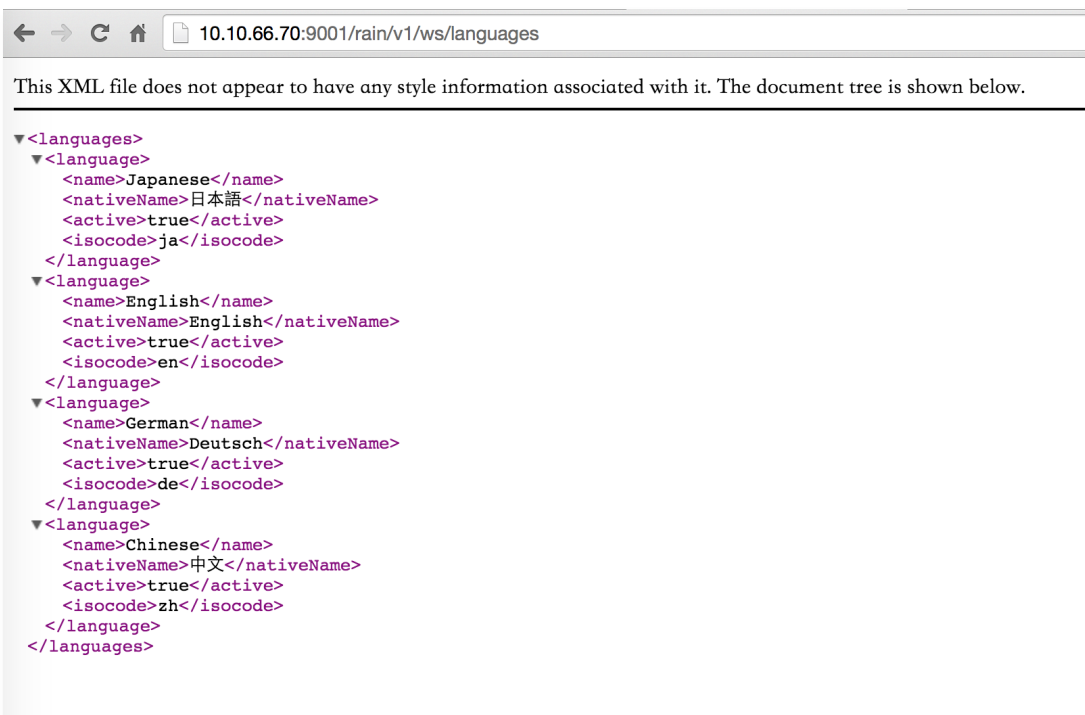 10.10.66.70:9001/rain/v1/ws/languages
This XML file does not appear to have any style information associated with it. The document tree is shown below.
▼<languages>
▼<language>
<name>Japanese</name>
<nativeName>日本語</nativeName>
<active>true</active>
<isocode>ja</isocode>
</language>
▼<language>
<name>English</name>
<nativeName>English</nativeName>
<active>true</active>
<isocode>en</isocode>
</language>
▼<language>
<name>German</name>
<nativeName>Deutsch</nativeName>
<active>true</active>
<isocode>de</isocode>
</language>
▼<language>
<name>Chinese</name>
<nativeName>中文</nativeName>
<active>true</active>
<isocode>zh</isocode>
</language>
</languages>